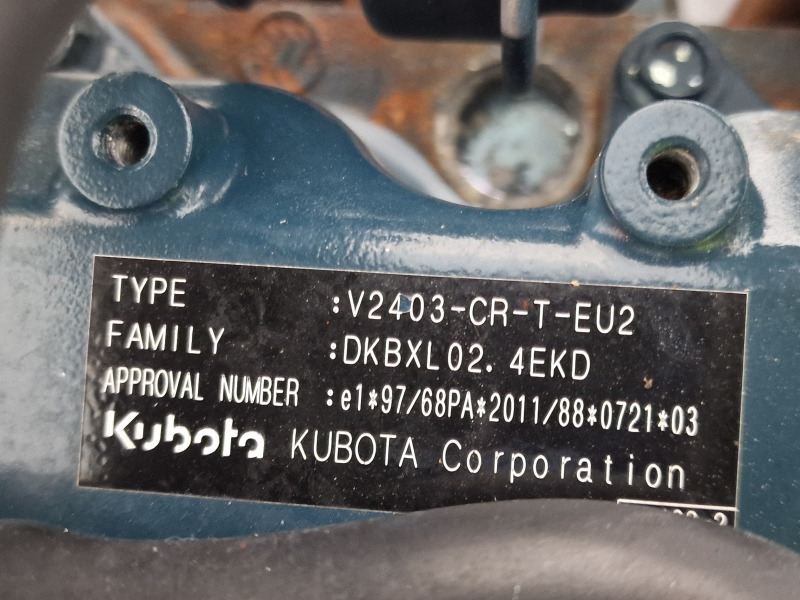 TYPE :V2403-CR-T-EU2
FAMILY :DKBXL02.4EKD
APPROVAL NUMBER :e1*97/68PA*2011/88*0721*03
Kubota KUBOTA Corporation